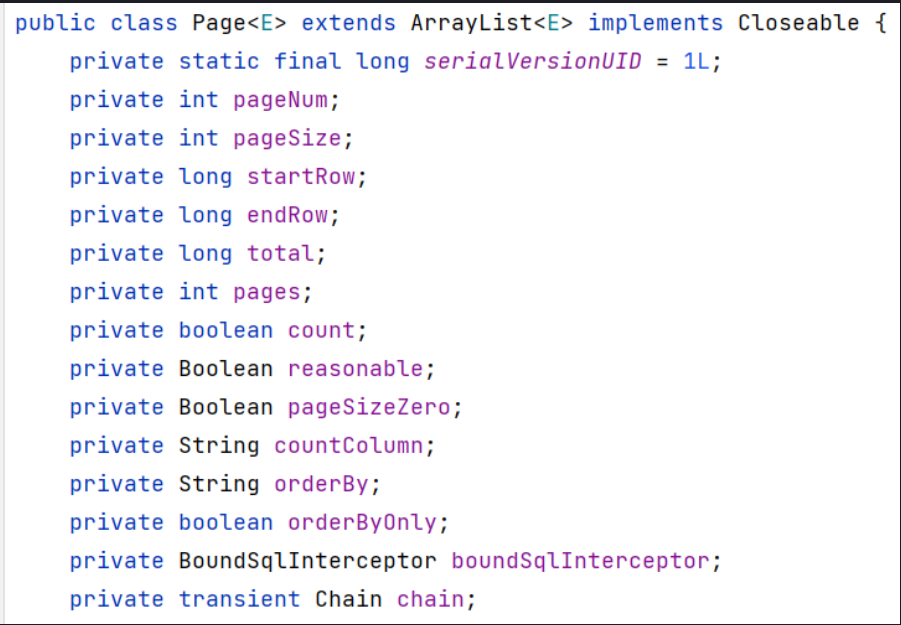 public class Page<E> extends ArrayList<E> implements Closeable {
    private static final long serialVersionUID = 1L;
    private int pageNum;
    private int pageSize;
    private long startRow;
    private long endRow;
    private long total;
    private int pages;
    private boolean count;
    private Boolean reasonable;
    private Boolean pageSizeZero;
    private String countColumn;
    private String orderBy;
    private boolean orderByOnly;
    private BoundSqlInterceptor boundSqlInterceptor;
    private transient Chain chain;